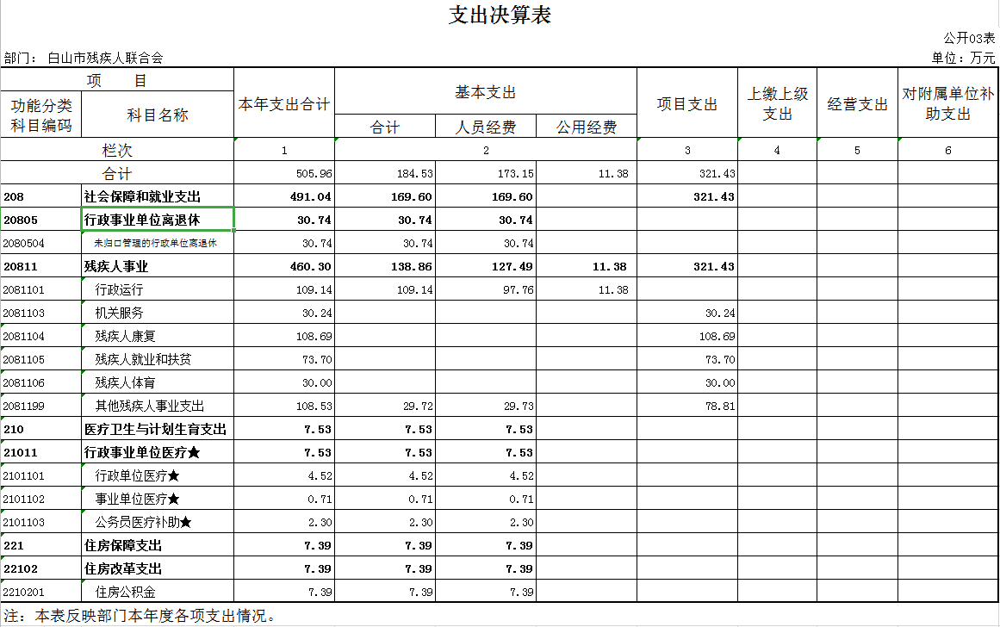 支出决算表
公开03表
部门： 白山市残疾人联合会 单位：万元
项 目 本年支出合计 基本支出 项目支出 上缴上级支出 经营支出 对附属单位补助支出
功能分类科目编码 科目名称 合计 人员经费 公用经费
栏次 1 2 3 4 5 6
合计 505.96 184.53 173.15 11.38 321.43
208 社会保障和就业支出 491.04 169.60 169.60 321.43
20805 行政事业单位离退休 30.74 30.74 30.74
2080504 未归口管理的行政单位离退休 30.74 30.74 30.74
20811 残疾人事业 460.30 138.86 127.49 11.38 321.43
2081101 行政运行 109.14 109.14 97.76 11.38
2081103 机关服务 30.24 30.24
2081104 残疾人康复 108.69 108.69
2081105 残疾人就业和扶贫 73.70 73.70
2081106 残疾人体育 30.00 30.00
2081199 其他残疾人事业支出 108.53 29.72 29.73 78.81
210 医疗卫生与计划生育支出 7.53 7.53 7.53
21011 行政事业单位医疗★ 7.53 7.53 7.53
2101101 行政单位医疗★ 4.52 4.52 4.52
2101102 事业单位医疗★ 0.71 0.71 0.71
2101103 公务员医疗补助★ 2.30 2.30 2.30
221 住房保障支出 7.39 7.39 7.39
22102 住房改革支出 7.39 7.39 7.39
2210201 住房公积金 7.39 7.39 7.39
注：本表反映部门本年度各项支出情况。